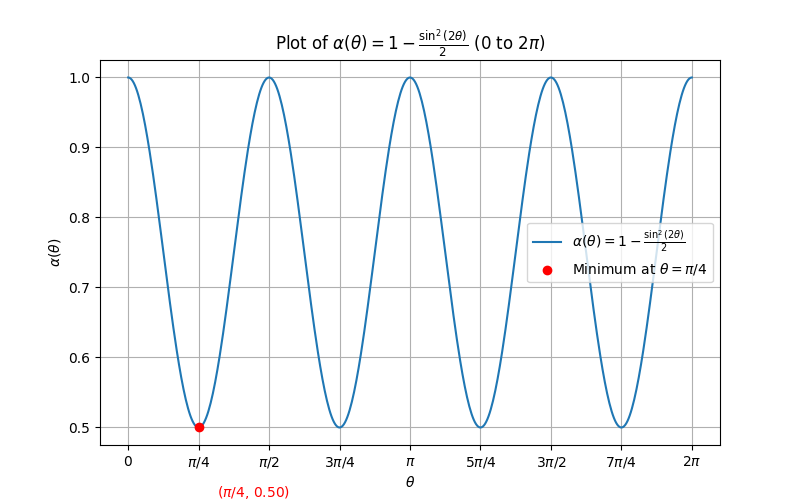 Plot of α(θ) = 1 − sin²(2θ)/2 (0 to 2π)
α(θ)
1.0
0.9
0.8
0.7
0.6
0.5
α(θ) = 1 − sin²(2θ)/2
Minimum at θ = π/4
0 π/4 π/2 3π/4 π 5π/4 3π/2 7π/4 2π
θ
(π/4, 0.50)